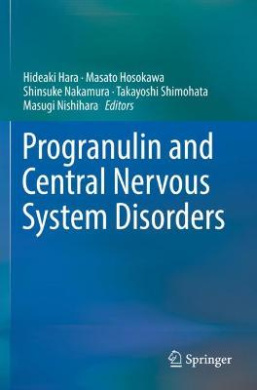 Hideaki Hara · Masato Hosokawa
Shinsuke Nakamura · Takayoshi Shimohata
Masugi Nishihara Editors
Progranulin and
Central Nervous
System Disorders
Springer